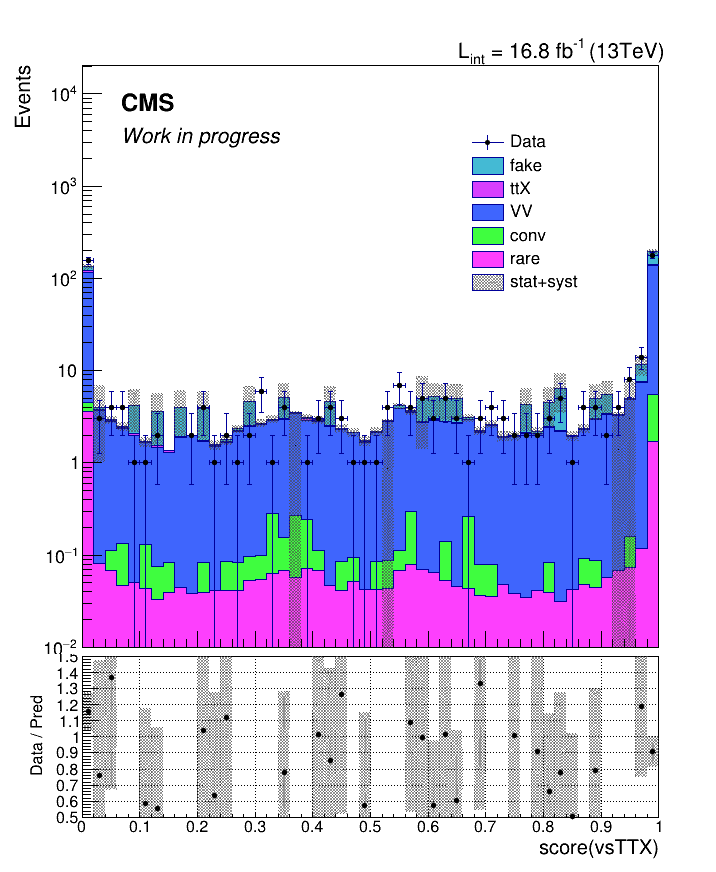 L_int = 16.8 fb^-1 (13TeV)
Events
CMS
Work in progress
Data
fake
ttX
VV
conv
rare
stat+syst
10^4
10^3
10^2
10
1
10^-1
10^-2
Data / Pred
1.5
1.4
1.3
1.2
1.1
1
0.9
0.8
0.7
0.6
0.5
0 0.1 0.2 0.3 0.4 0.5 0.6 0.7 0.8 0.9 1
score(vsTTX)